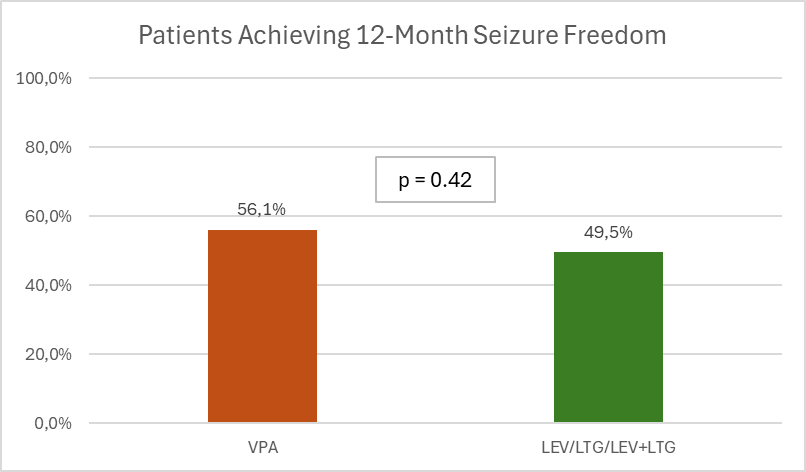 Patients Achieving 12-Month Seizure Freedom
100,0%
80,0%
p = 0.42
60,0%
56,1%
49,5%
40,0%
20,0%
0,0%
VPA
LEV/LTG/LEV+LTG